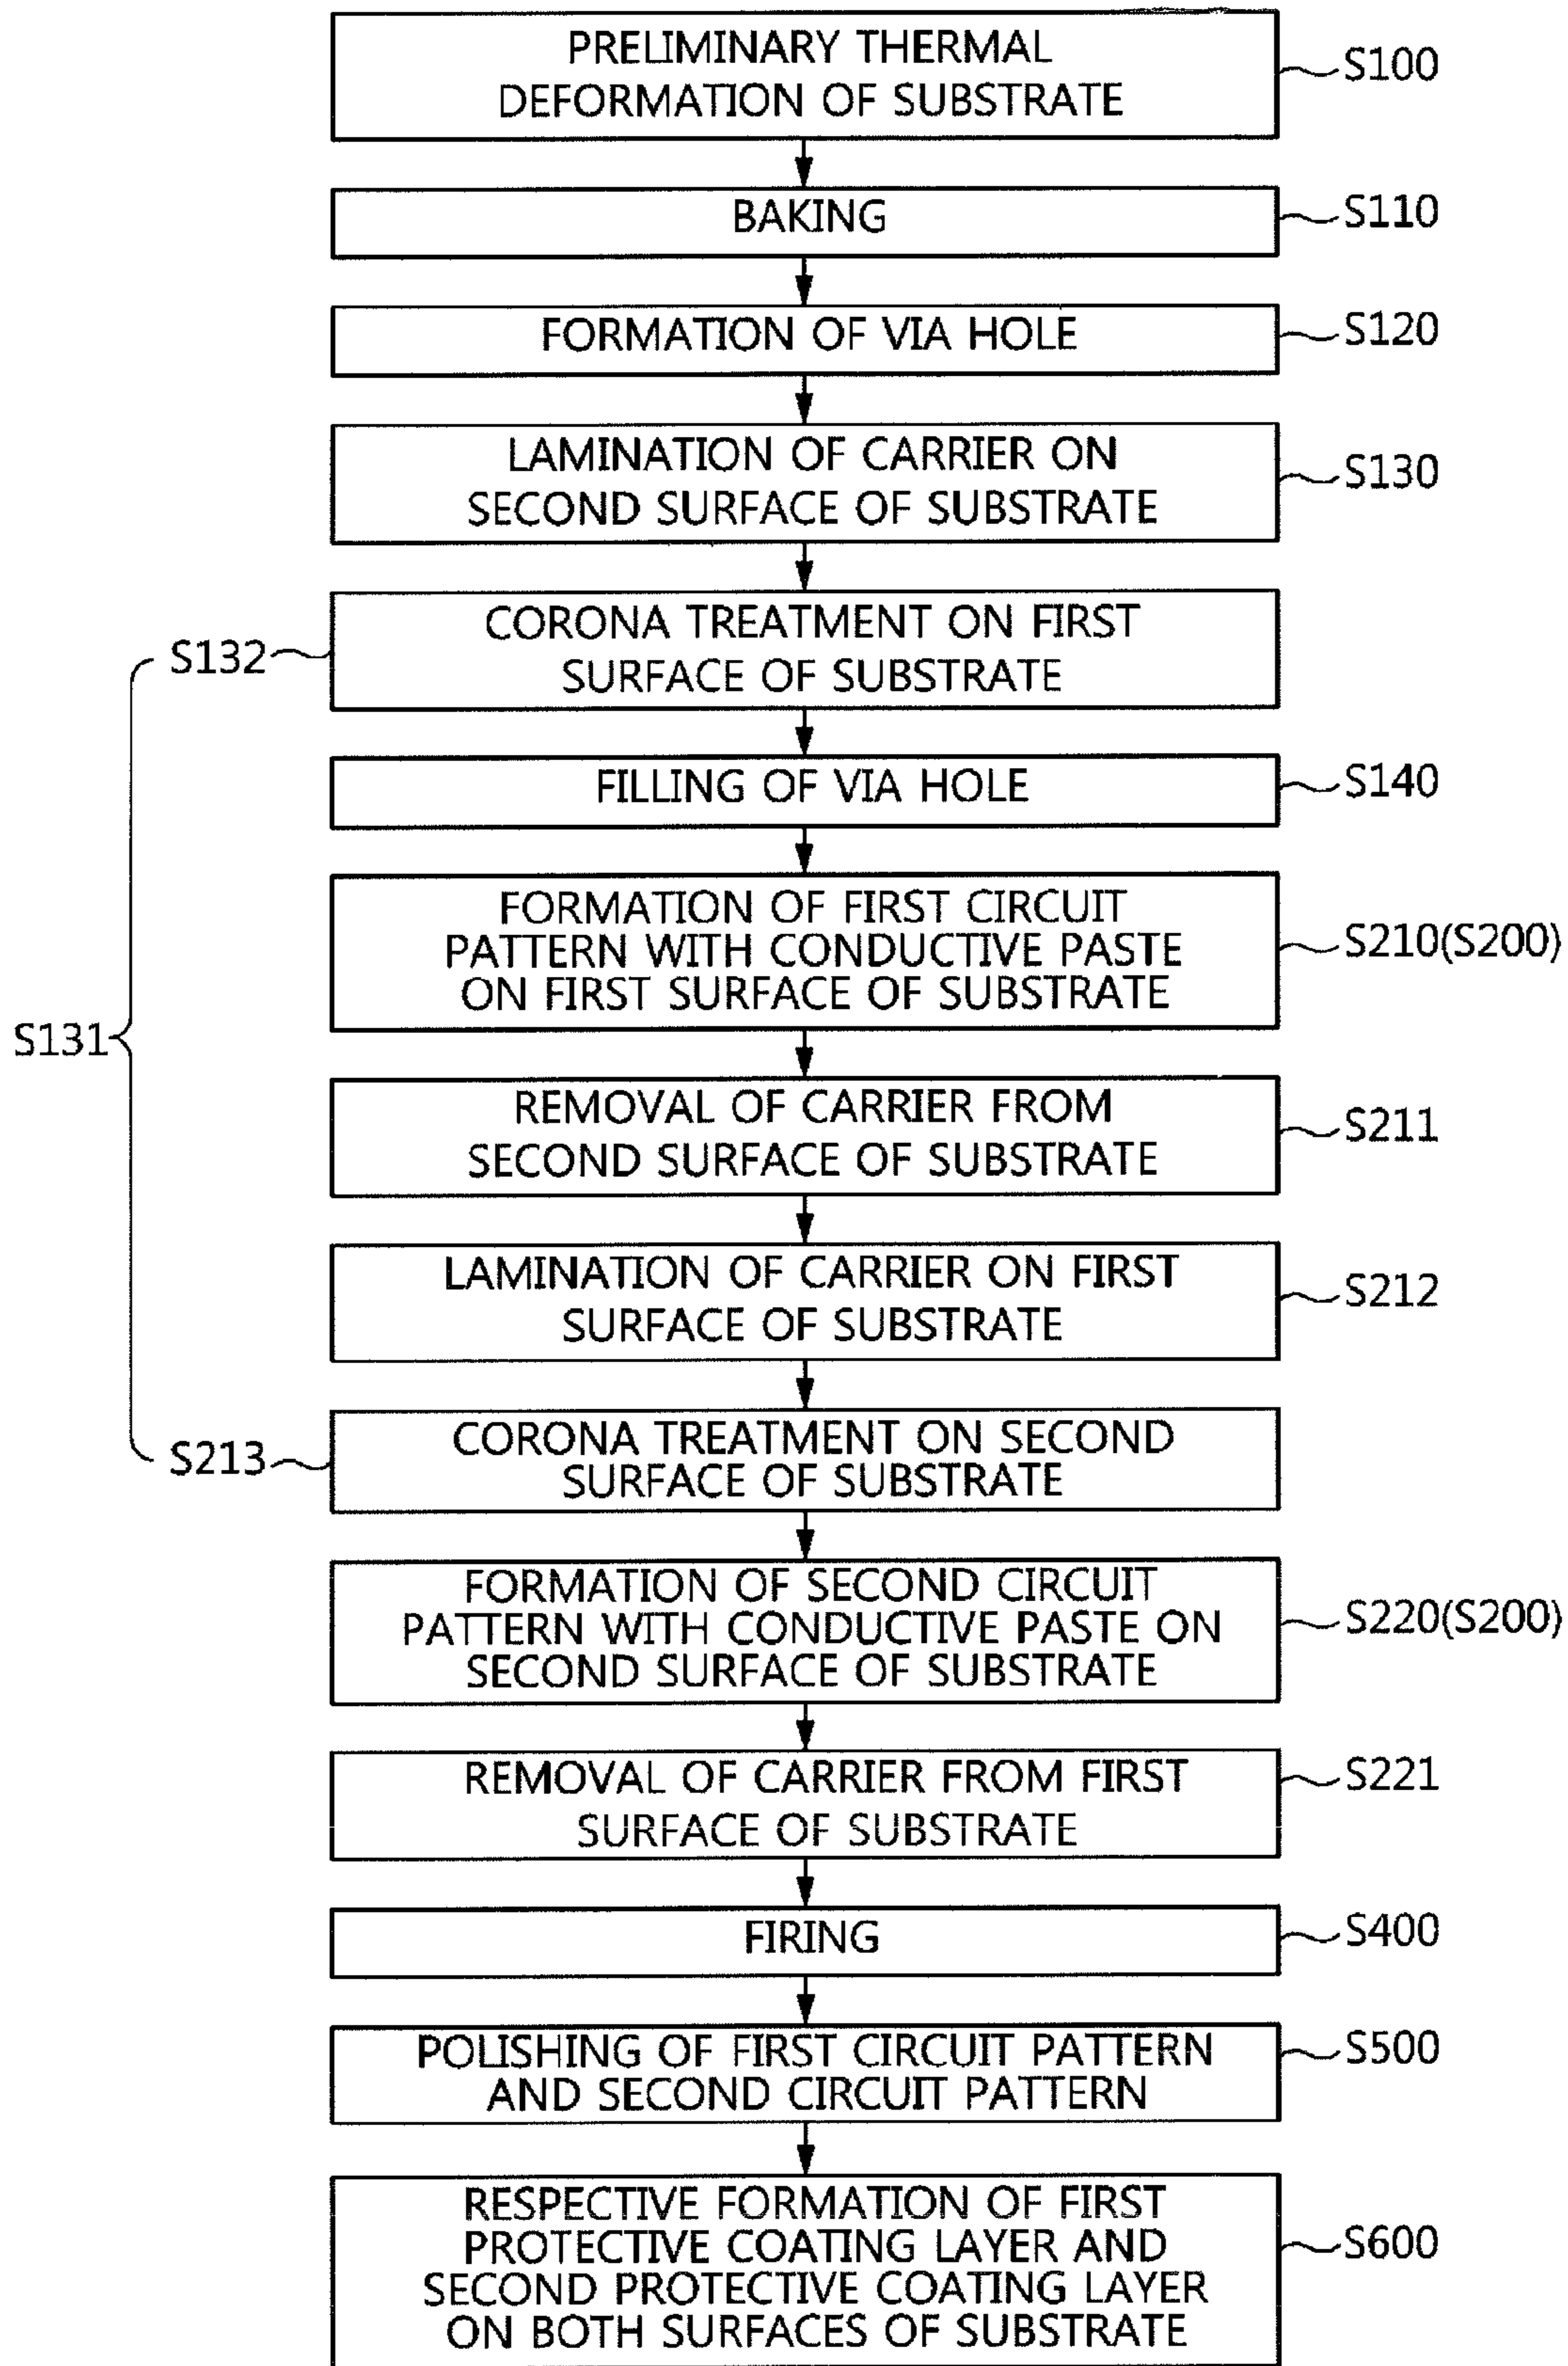 PRELIMINARY THERMAL
DEFORMATION OF SUBSTRATE
S100
BAKING
S110
FORMATION OF VIA HOLE
S120
LAMINATION OF CARRIER ON
SECOND SURFACE OF SUBSTRATE
S130
S132
CORONA TREATMENT ON FIRST
SURFACE OF SUBSTRATE
FILLING OF VIA HOLE
S140
FORMATION OF FIRST CIRCUIT
PATTERN WITH CONDUCTIVE PASTE
ON FIRST SURFACE OF SUBSTRATE
S210(S200)
S131
REMOVAL OF CARRIER FROM
SECOND SURFACE OF SUBSTRATE
S211
LAMINATION OF CARRIER ON FIRST
SURFACE OF SUBSTRATE
S212
S213
CORONA TREATMENT ON SECOND
SURFACE OF SUBSTRATE
FORMATION OF SECOND CIRCUIT
PATTERN WITH CONDUCTIVE PASTE ON
SECOND SURFACE OF SUBSTRATE
S220(S200)
REMOVAL OF CARRIER FROM FIRST
SURFACE OF SUBSTRATE
S221
FIRING
S400
POLISHING OF FIRST CIRCUIT PATTERN
AND SECOND CIRCUIT PATTERN
S500
RESPECTIVE FORMATION OF FIRST
PROTECTIVE COATING LAYER AND
SECOND PROTECTIVE COATING LAYER
ON BOTH SURFACES OF SUBSTRATE
S600